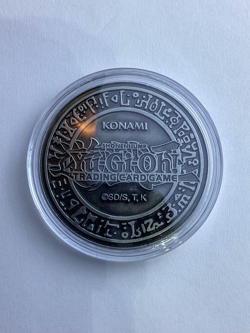 KONAMI
YU-GI-OH!
TRADING CARD GAME
©SD/S, T, K